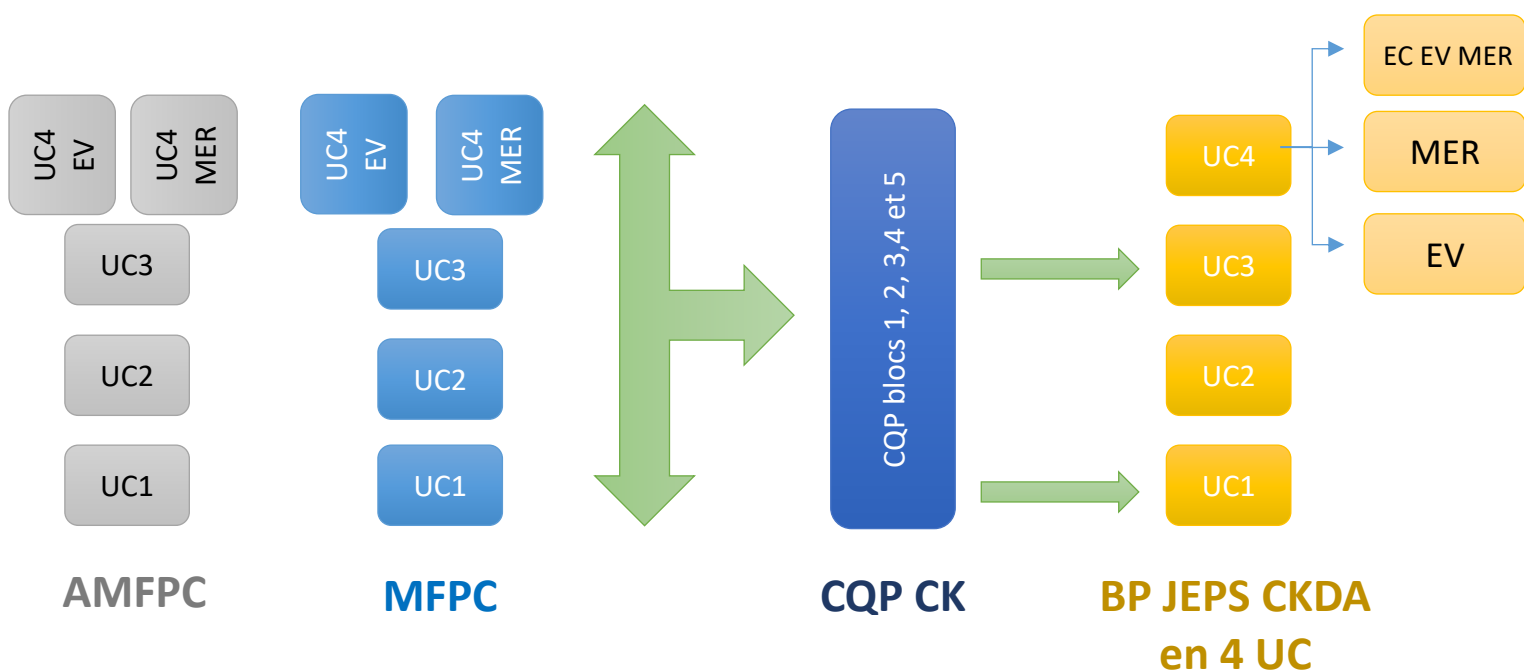 UC4
EV
UC4
MER
UC3
UC2
UC1
AMFPC
UC4
EV
UC4
MER
UC3
UC2
UC1
MFPC
CQP blocs 1, 2, 3,4 et 5
CQP CK
UC4
UC3
UC2
UC1
EC EV MER
MER
EV
BP JEPS CKDA
en 4 UC